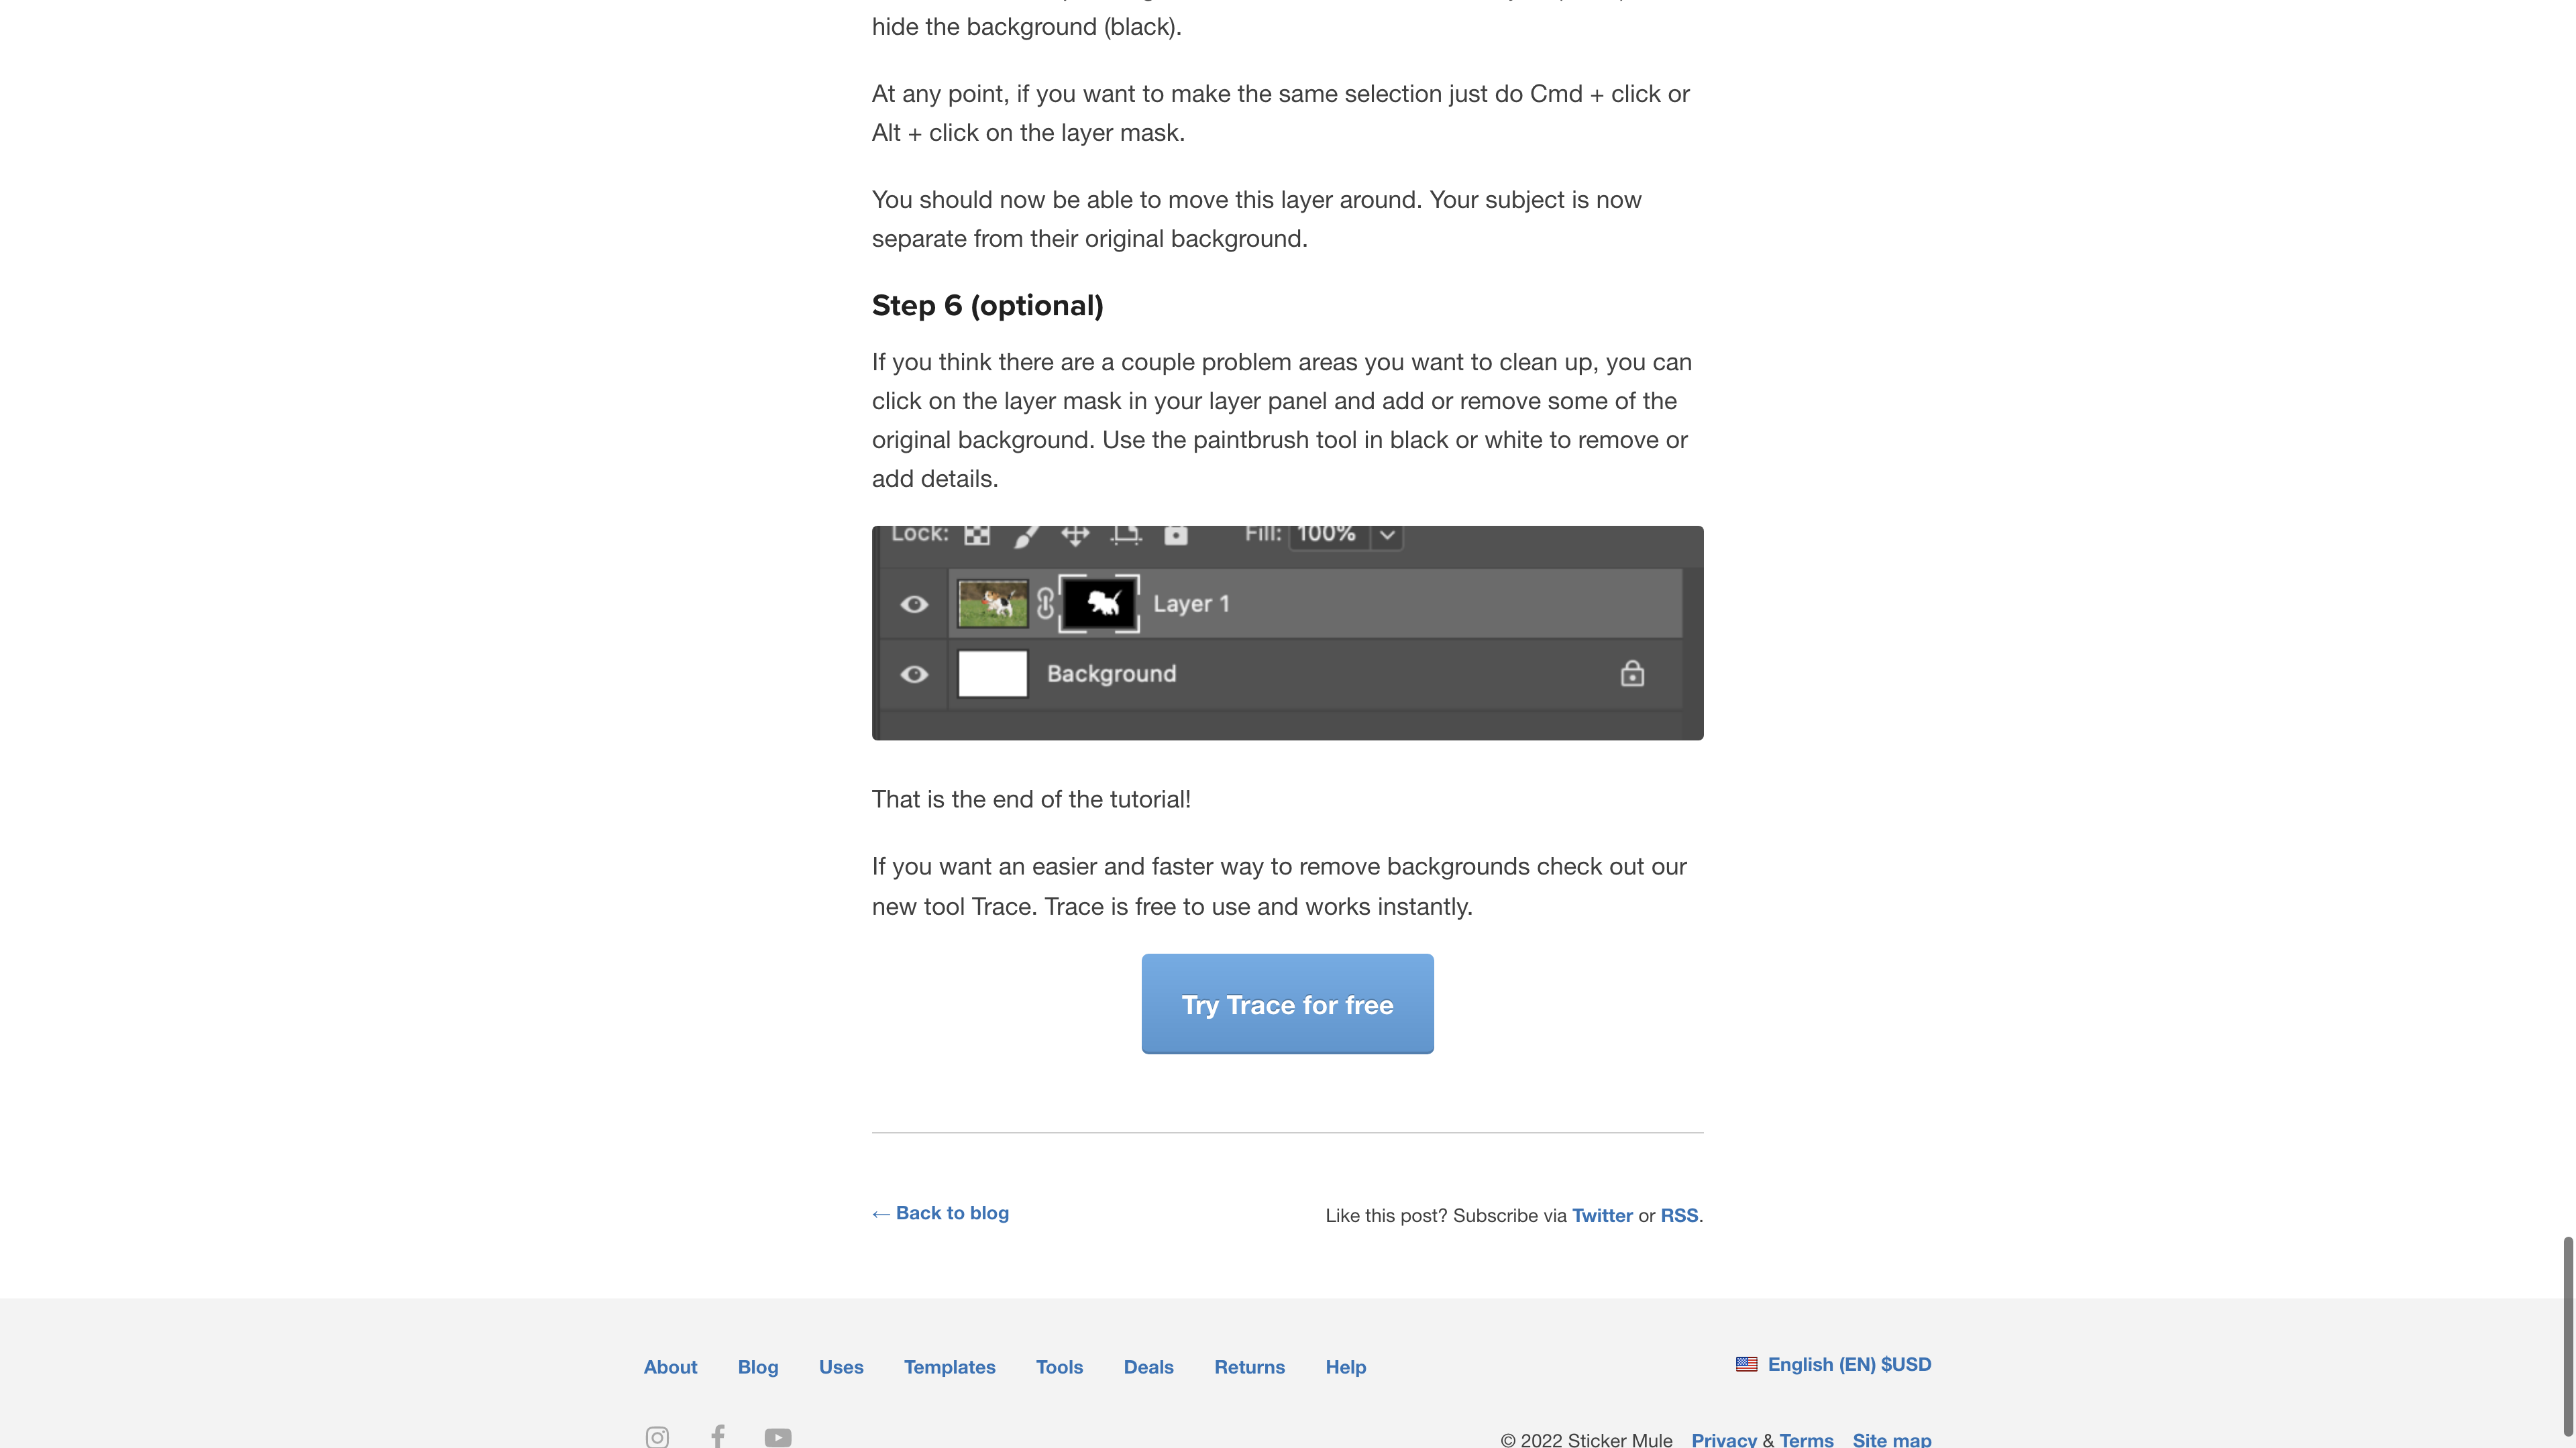 hide the background (black).
At any point, if you want to make the same selection just do Cmd + click or
Alt + click on the layer mask.
You should now be able to move this layer around. Your subject is now
separate from their original background.
Step 6 (optional)
If you think there are a couple problem areas you want to clean up, you can
click on the layer mask in your layer panel and add or remove some of the
original background. Use the paintbrush tool in black or white to remove or
add details.
Lock: Fill: 100%
Layer 1
Background
That is the end of the tutorial!
If you want an easier and faster way to remove backgrounds check out our
new tool Trace. Trace is free to use and works instantly.
Try Trace for free
← Back to blog
Like this post? Subscribe via Twitter or RSS.
About Blog Uses Templates Tools Deals Returns Help
English (EN) $USD
© 2022 Sticker Mule Privacy & Terms Site map